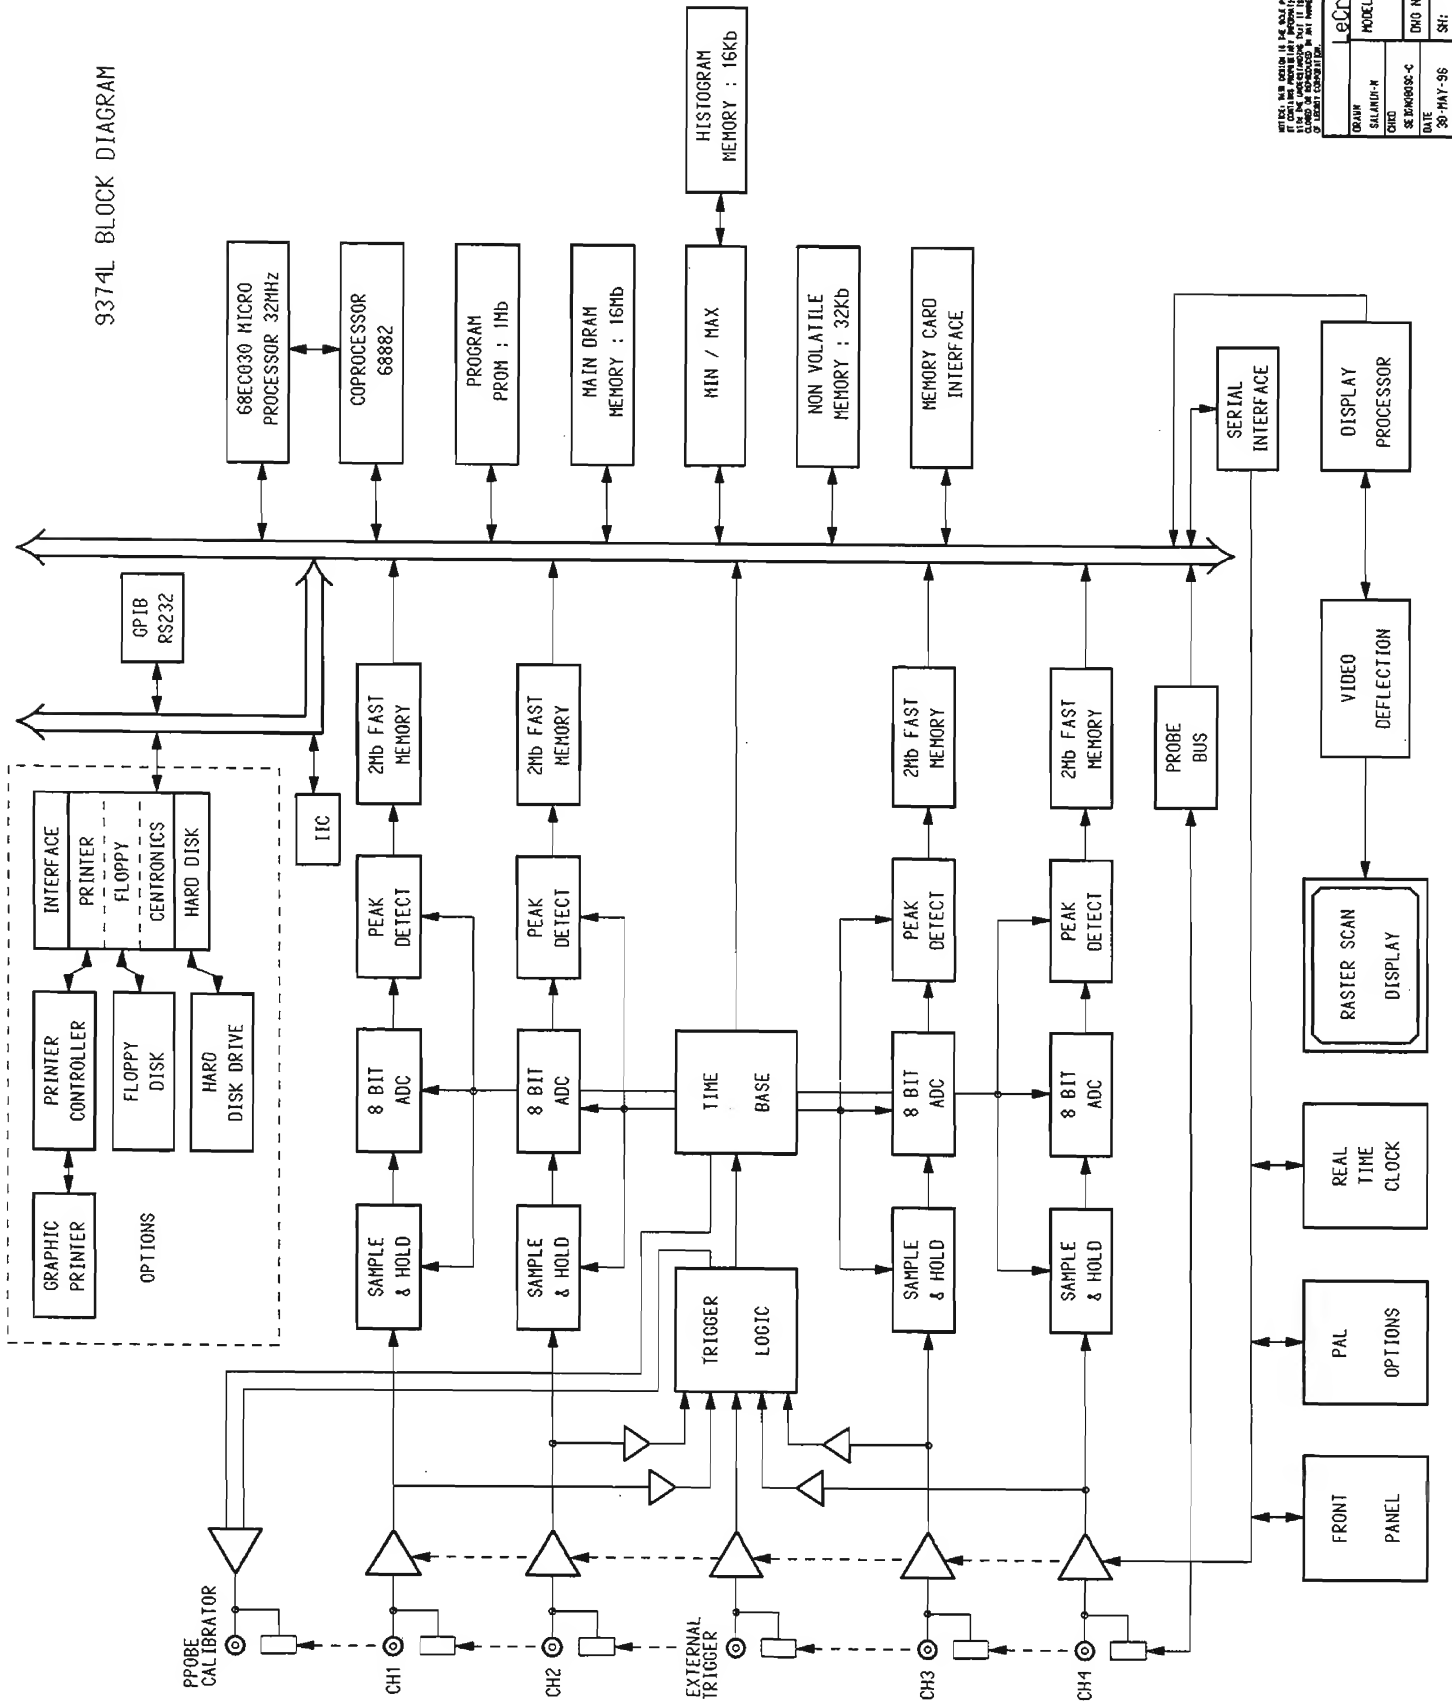 9374L BLOCK DIAGRAM
68EC030 MICRO
PROCESSOR 32MHz
COPROCESSOR
68882
PROGRAM
PROM : 1Mb
MAIN DRAM
MEMORY : 16Mb
MIN / MAX
HISTOGRAM
MEMORY : 16Kb
NON VOLATILE
MEMORY : 32Kb
MEMORY CARD
INTERFACE
SERIAL
INTERFACE
DISPLAY
PROCESSOR
GPIB
RS232
INTERFACE
PRINTER
FLOPPY
CENTRONICS
HARD DISK
PRINTER
CONTROLLER
FLOPPY
DISK
HARD
DISK DRIVE
GRAPHIC
PRINTER
OPTIONS
IIC
2Mb FAST
MEMORY
2Mb FAST
MEMORY
2Mb FAST
MEMORY
2Mb FAST
MEMORY
PROBE
BUS
VIDEO
DEFLECTION
PEAK
DETECT
PEAK
DETECT
PEAK
DETECT
PEAK
DETECT
RASTER SCAN
DISPLAY
8 BIT
ADC
8 BIT
ADC
TIME
BASE
8 BIT
ADC
8 BIT
ADC
REAL
TIME
CLOCK
SAMPLE
& HOLD
SAMPLE
& HOLD
TRIGGER
LOGIC
SAMPLE
& HOLD
SAMPLE
& HOLD
PAL
OPTIONS
FRONT
PANEL
PPOBE
CALIBRATOR
CH1
CH2
EXTERNAL
TRIGGER
CH3
CH4
LeCr
DRAWN
SALAMIN-N
MODEL
CHKD
DATE
30-MAY-96
DWG N
SH: